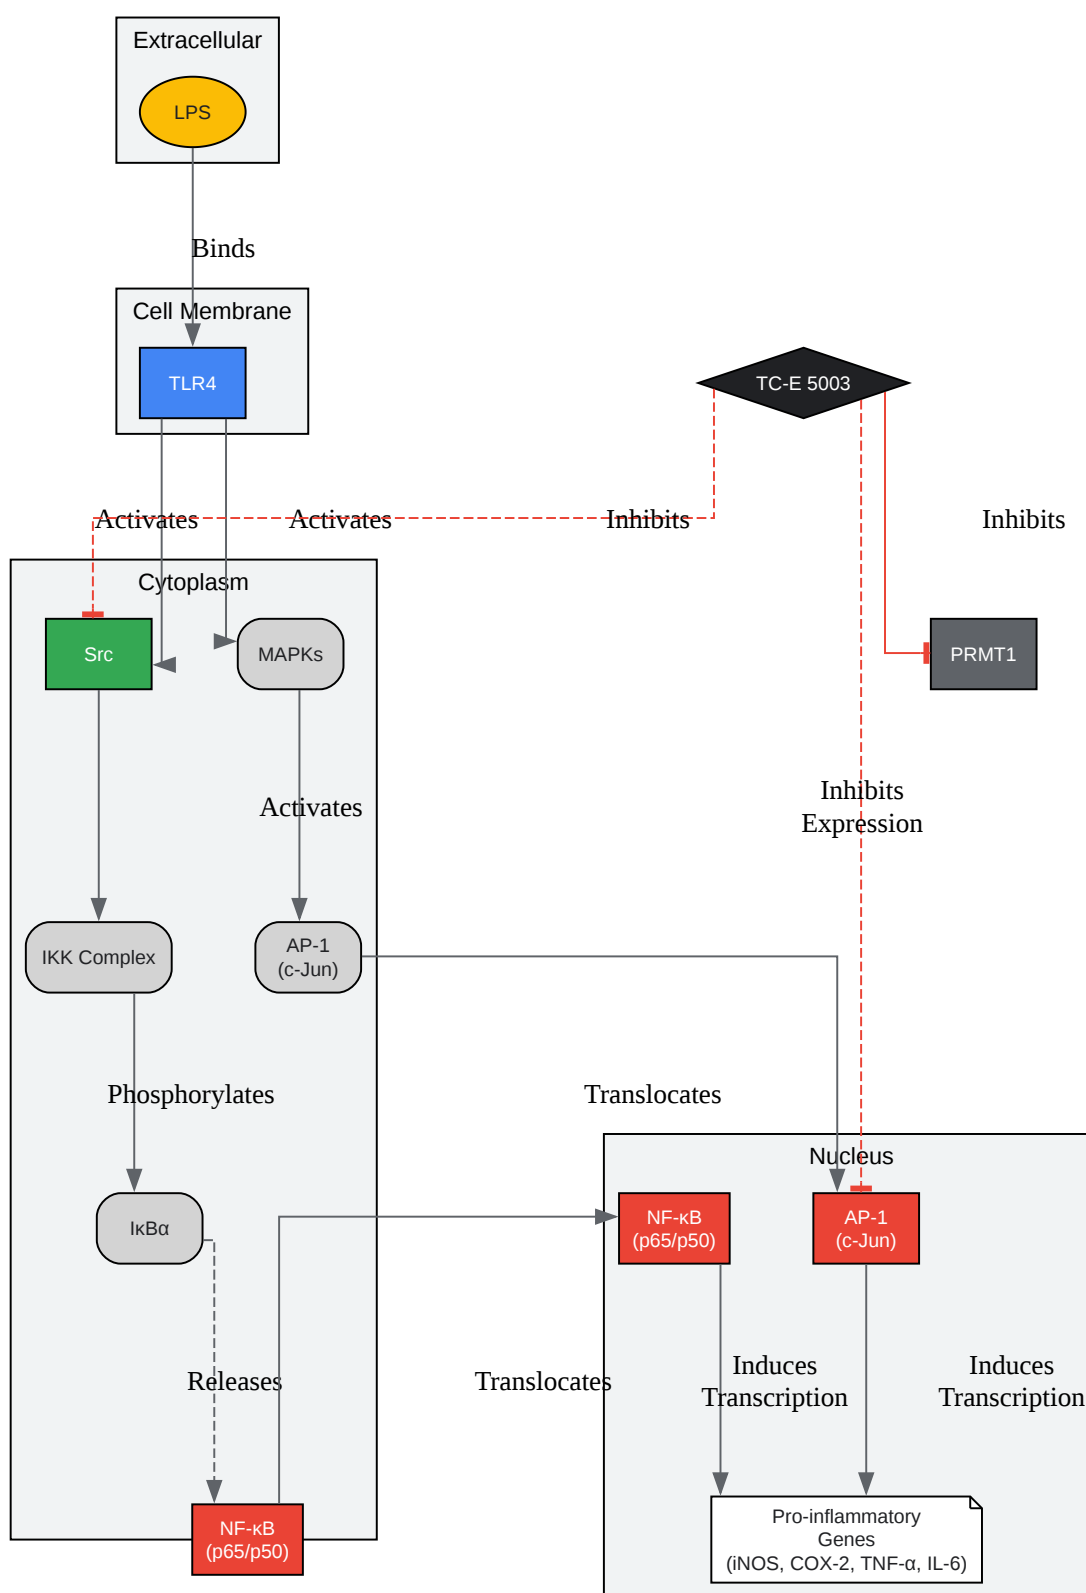 Extracellular
LPS
Binds
Cell Membrane
TLR4
TC-E 5003
Activates
Activates
Inhibits
Inhibits
Cytoplasm
Src
MAPKs
PRMT1
Activates
Inhibits
Expression
IKK Complex
AP-1
(c-Jun)
Phosphorylates
Translocates
Nucleus
IκBα
NF-κB
(p65/p50)
AP-1
(c-Jun)
Releases
Translocates
Induces
Transcription
Induces
Transcription
NF-κB
(p65/p50)
Pro-inflammatory
Genes
(iNOS, COX-2, TNF-α, IL-6)